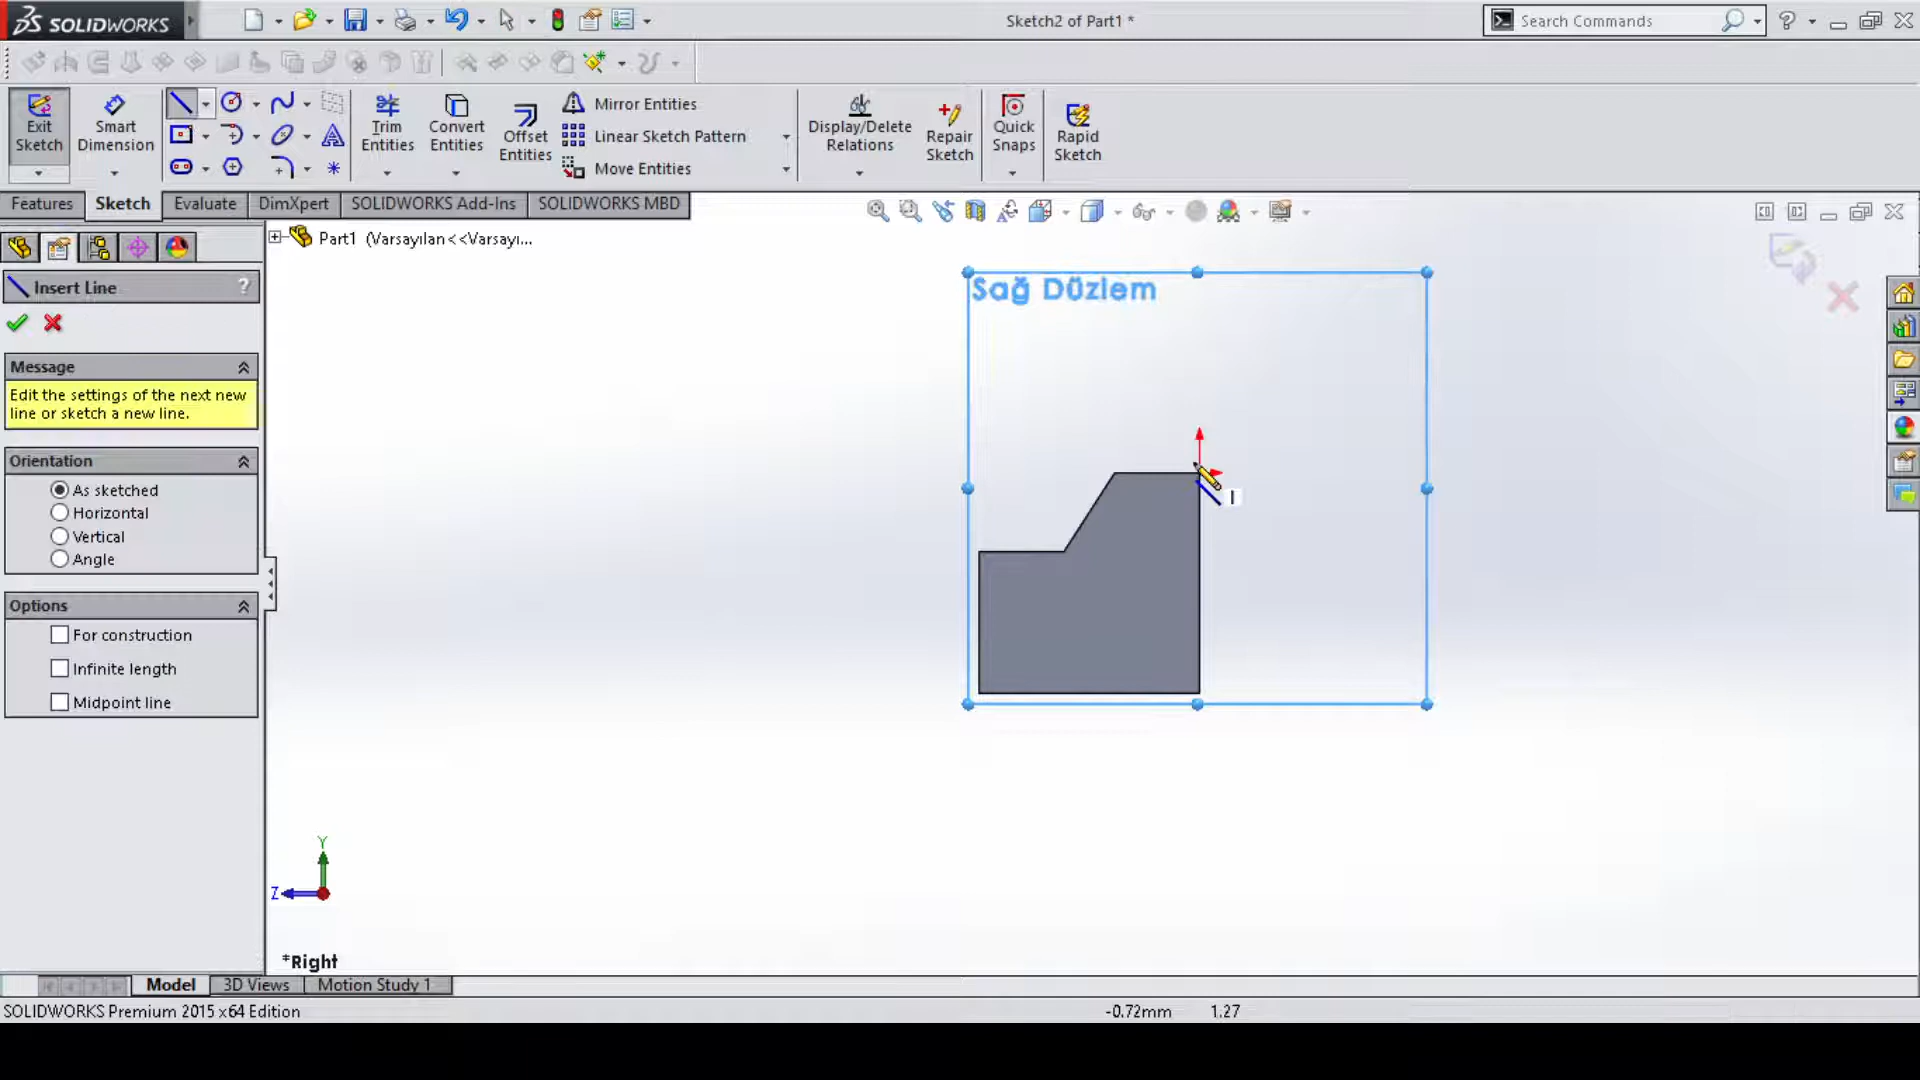 SOLIDWORKS
Sketch2 of Part1 *
Search Commands
Exit Sketch
Smart Dimension
Trim Entities
Convert Entities
Offset Entities
Mirror Entities
Linear Sketch Pattern
Move Entities
Display/Delete Relations
Repair Sketch
Quick Snaps
Rapid Sketch
Features
Sketch
Evaluate
DimXpert
SOLIDWORKS Add-Ins
SOLIDWORKS MBD
Part1 (Varsayılan<<Varsayı...
Insert Line
?
Message
Edit the settings of the next new
line or sketch a new line.
Orientation
As sketched
Horizontal
Vertical
Angle
Options
For construction
Infinite length
Midpoint line
Sağ Düzlem
Y
Z
*Right
Model
3D Views
Motion Study 1
SOLIDWORKS Premium 2015 x64 Edition
-0.72mm
1.27